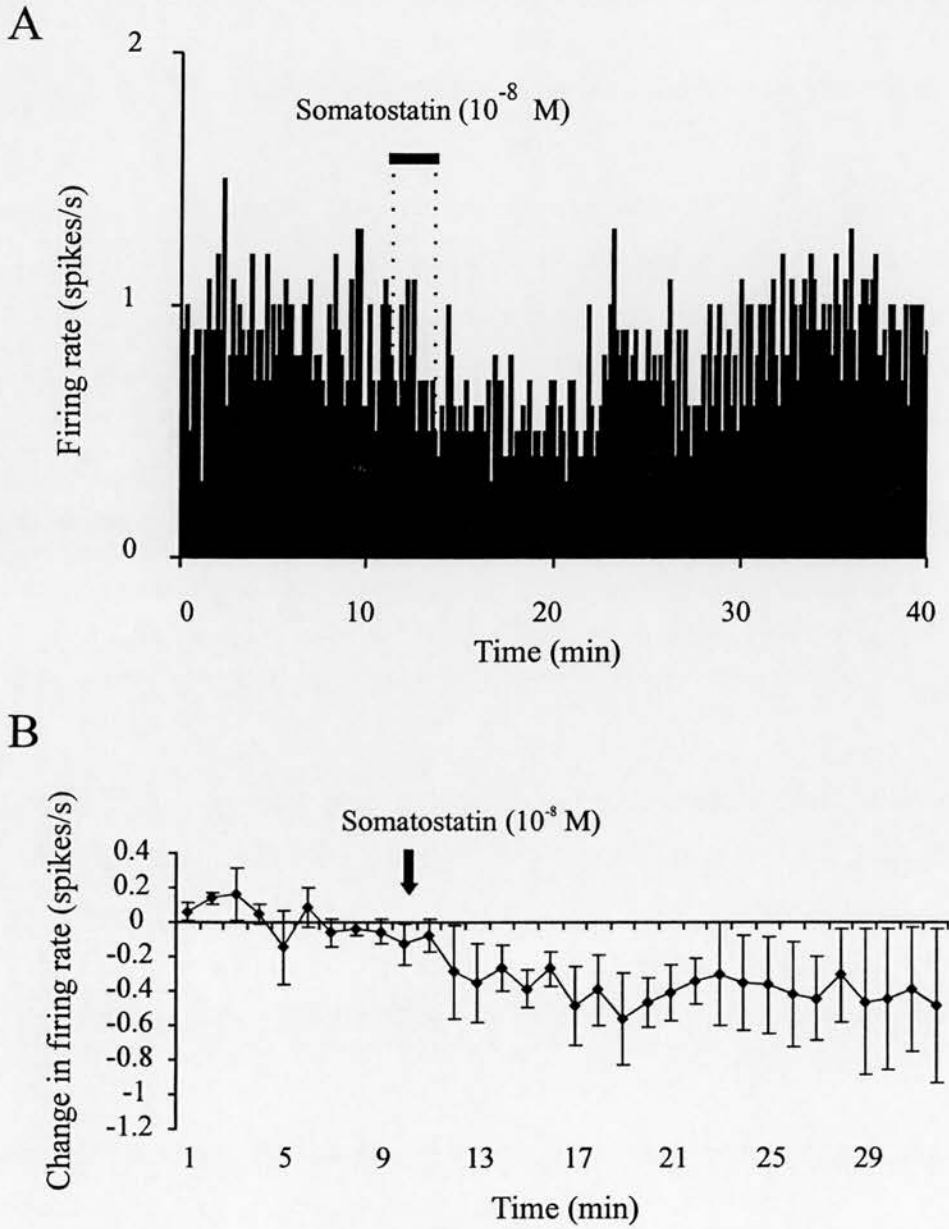 A
2
Somatostatin (10⁻⁸ M)
Firing rate (spikes/s)
1
0
0 10 20 30 40
Time (min)
B
Somatostatin (10⁻⁸ M)
Change in firing rate (spikes/s)
0.4
0.2
0
-0.2
-0.4
-0.6
-0.8
-1
-1.2
1 5 9 13 17 21 25 29
Time (min)